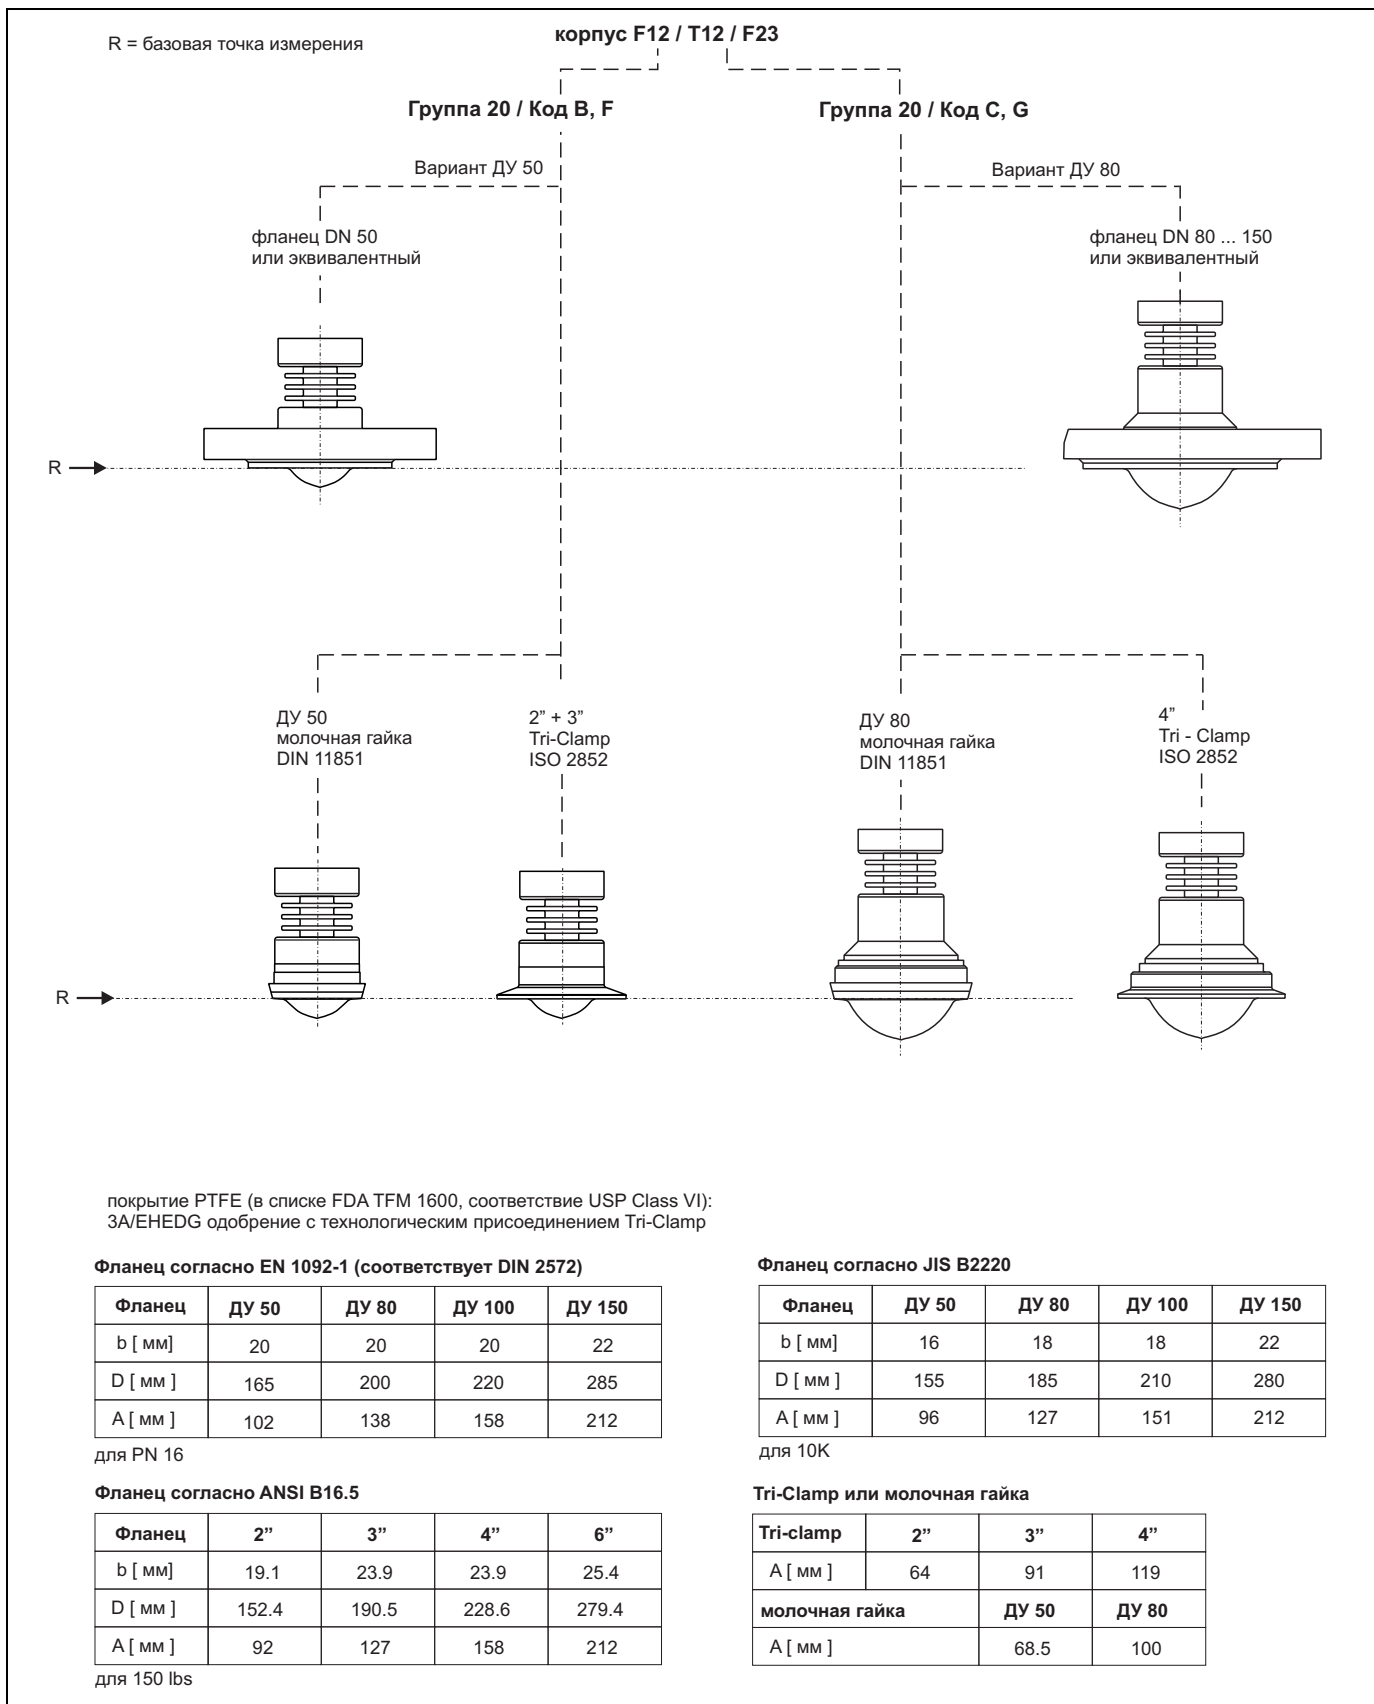 R = базовая точка измерения
корпус F12 / T12 / F23
Группа 20 / Код B, F
Группа 20 / Код C, G
Вариант ДУ 50
Вариант ДУ 80
фланец DN 50
или эквивалентный
фланец DN 80 ... 150
или эквивалентный
R
ДУ 50
молочная гайка
DIN 11851
2” + 3”
Tri-Clamp
ISO 2852
ДУ 80
молочная гайка
DIN 11851
4”
Tri - Clamp
ISO 2852
R
покрытие PTFE (в списке FDA TFM 1600, соответствие USP Class VI):
3A/EHEDG одобрение с технологическим присоединением Tri-Clamp
Фланец согласно EN 1092-1 (соответствует DIN 2572)
Фланец ДУ 50 ДУ 80 ДУ 100 ДУ 150
b [ мм] 20 20 20 22
D [ мм ] 165 200 220 285
A [ мм ] 102 138 158 212
для PN 16
Фланец согласно JIS B2220
Фланец ДУ 50 ДУ 80 ДУ 100 ДУ 150
b [ мм] 16 18 18 22
D [ мм ] 155 185 210 280
A [ мм ] 96 127 151 212
для 10K
Фланец согласно ANSI B16.5
Фланец 2” 3” 4” 6”
b [ мм] 19.1 23.9 23.9 25.4
D [ мм ] 152.4 190.5 228.6 279.4
A [ мм ] 92 127 158 212
для 150 lbs
Tri-Clamp или молочная гайка
Tri-clamp 2” 3” 4”
A [ мм ] 64 91 119
молочная гайка ДУ 50 ДУ 80
A [ мм ] 68.5 100